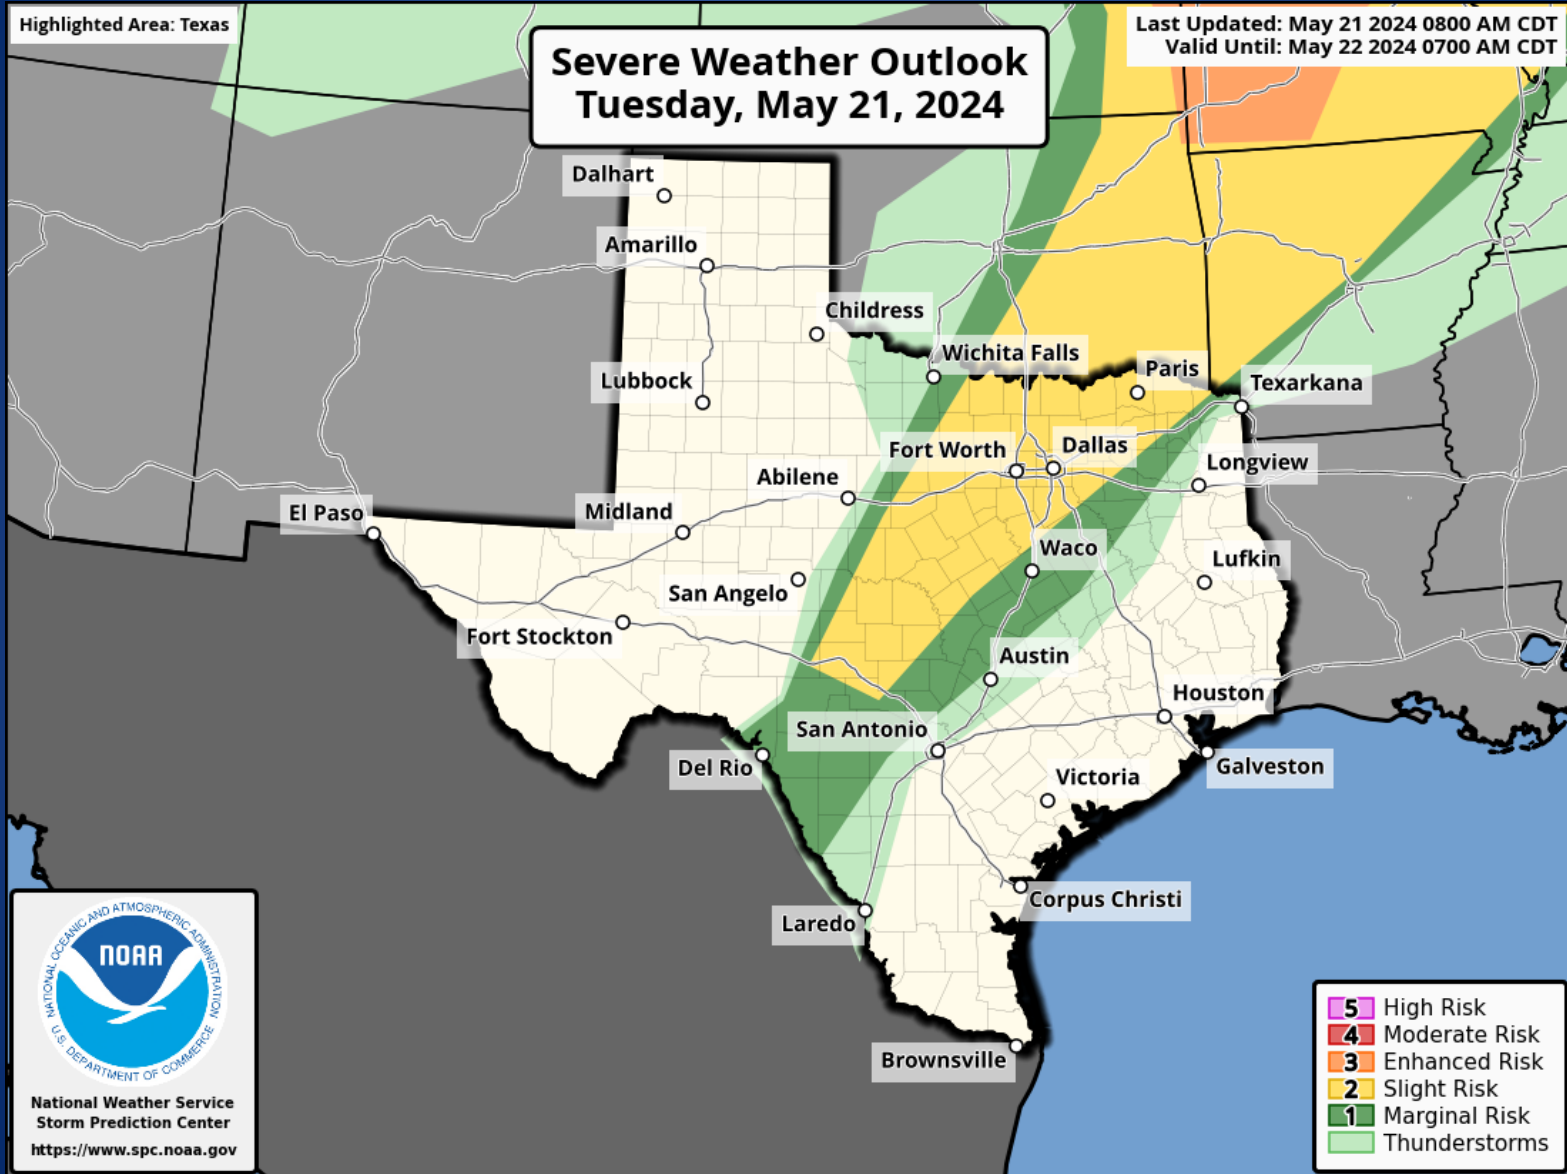 Highlighted Area: Texas
Severe Weather Outlook
Tuesday, May 21, 2024
Last Updated: May 21 2024 0800 AM CDT
Valid Until: May 22 2024 0700 AM CDT
Dalhart
Amarillo
Childress
Wichita Falls
Paris
Lubbock
Texarkana
Fort Worth
Dallas
Abilene
Longview
El Paso
Midland
Waco
San Angelo
Lufkin
Fort Stockton
Austin
Houston
San Antonio
Del Rio
Galveston
Victoria
Corpus Christi
Laredo
Brownsville
NATIONAL OCEANIC AND ATMOSPHERIC ADMINISTRATION
NOAA
U.S. DEPARTMENT OF COMMERCE
National Weather Service
Storm Prediction Center
https://www.spc.noaa.gov
5 High Risk
4 Moderate Risk
3 Enhanced Risk
2 Slight Risk
1 Marginal Risk
Thunderstorms